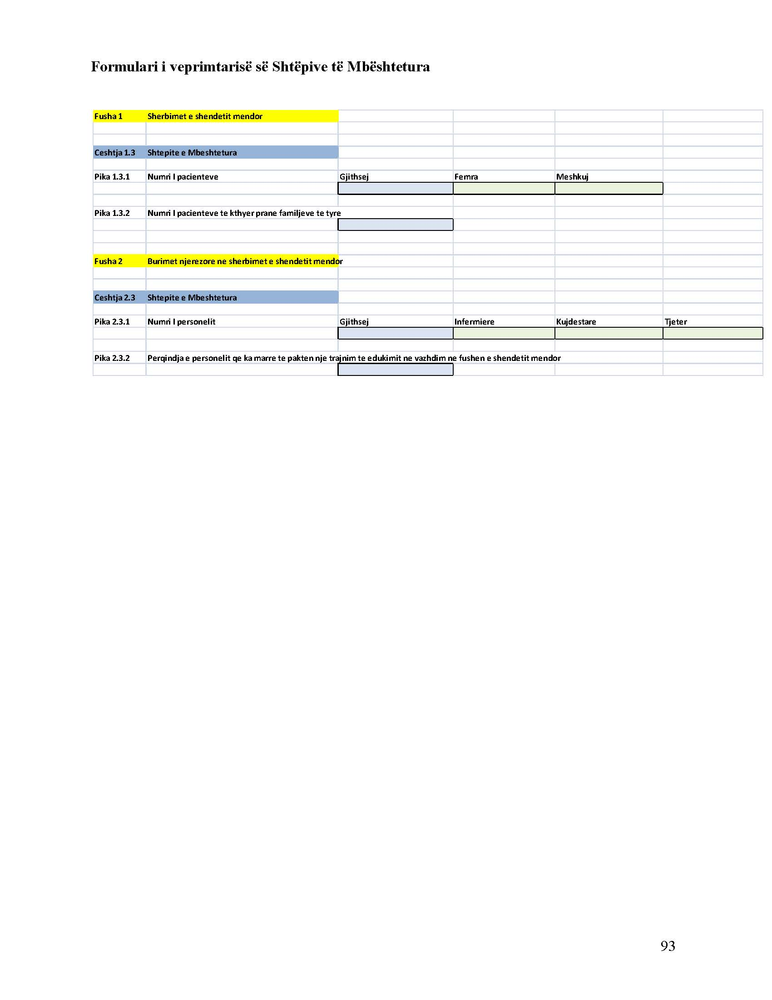 Formulari i veprimtarisë së Shtëpive të Mbështetura
Fusha 1 Sherbimet e shendetit mendor
Ceshtja 1.3 Shtepite e Mbeshtetura
Pika 1.3.1 Numri I pacienteve Gjithsej Femra Meshkuj
Pika 1.3.2 Numri I pacienteve te kthyer prane familjeve te tyre
Fusha 2 Burimet njerezore ne sherbimet e shendetit mendor
Ceshtja 2.3 Shtepite e Mbeshtetura
Pika 2.3.1 Numri I personelit Gjithsej Infermiere Kujdestare Tjeter
Pika 2.3.2 Perqindja e personelit qe ka marre te pakten nje trajnim te edukimit ne vazhdim ne fushen e shendetit mendor
93